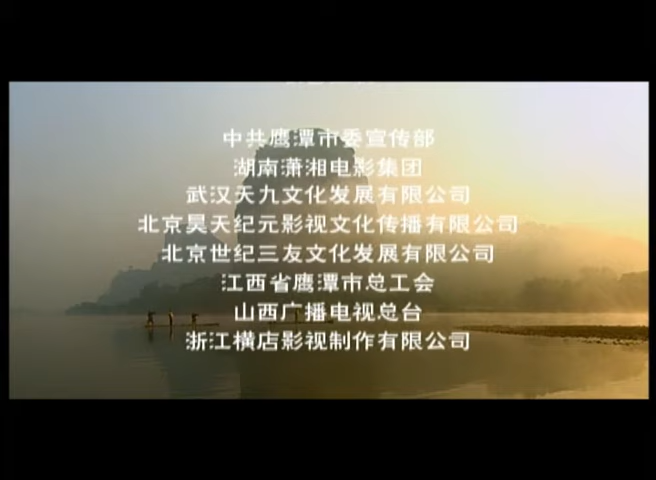 中共鹰潭市委宣传部
湖南潇湘电影集团
武汉天九文化发展有限公司
北京昊天纪元影视文化传播有限公司
北京世纪三友文化发展有限公司
江西省鹰潭市总工会
山西广播电视总台
浙江横店影视制作有限公司